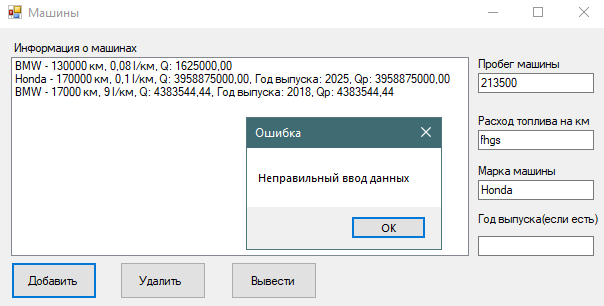 Машины
Информация о машинах
BMW - 130000 км, 0,08 l/км, Q: 1625000,00
Honda - 170000 км, 0,1 l/км, Q: 3958875000,00, Год выпуска: 2025, Qp: 3958875000,00
BMW - 17000 км, 9 l/км, Q: 4383544,44, Год выпуска: 2018, Qp: 4383544,44
Ошибка
Неправильный ввод данных
ОК
Пробег машины
213500
Расход топлива на км
fhgs
Марка машины
Honda
Год выпуска(если есть)
Добавить
Удалить
Вывести